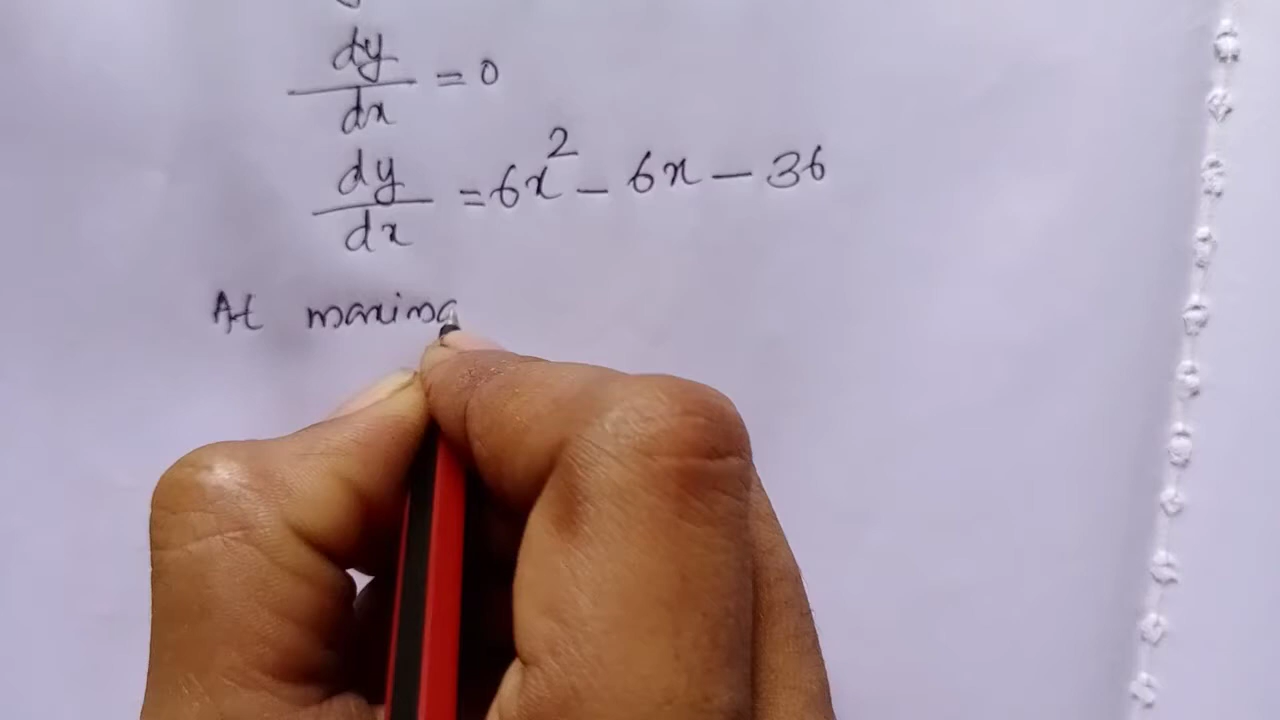 dy/dx = 0
dy/dx = 6x² - 6x - 36
At maxima